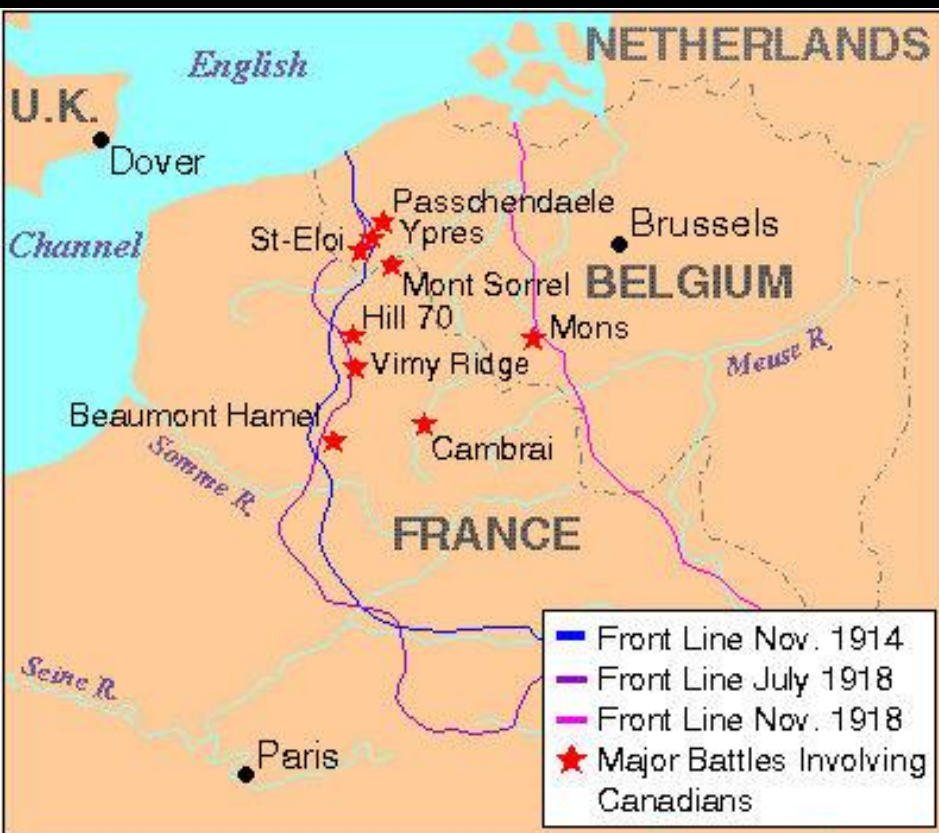 NETHERLANDS
English
U.K.
Dover
Passchendaele
Ypres
St-Eloi
Brussels
Channel
Mont Sorrel
BELGIUM
Hill 70
Mons
Vimy Ridge
Meuse R.
Beaumont Hamel
Cambrai
Somme R.
FRANCE
Front Line Nov. 1914
Front Line July 1918
Front Line Nov. 1918
Major Battles Involving
Canadians
Seine R.
Paris